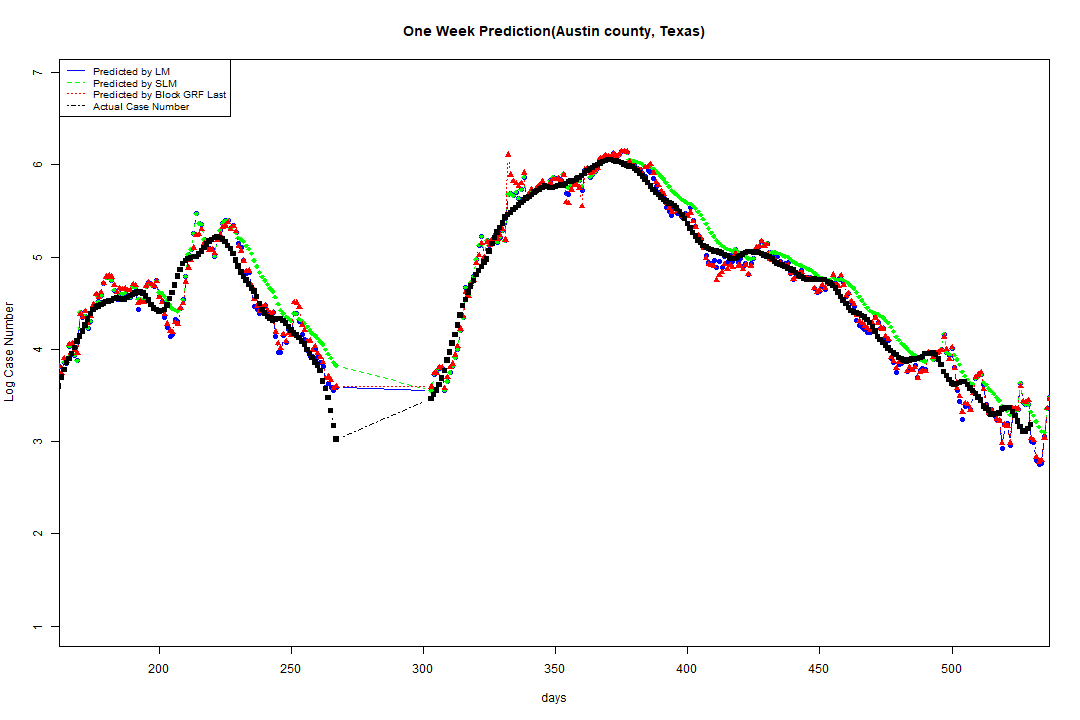 One Week Prediction(Austin county, Texas)
Predicted by LM
Predicted by SLM
Predicted by Block GRF Last
Actual Case Number
Log Case Number
7
6
5
4
3
2
1
200 250 300 350 400 450 500
days